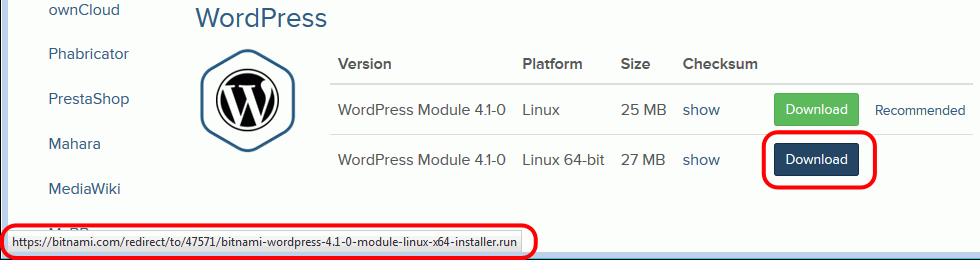 ownCloud
Phabricator
PrestaShop
Mahara
MediaWiki
WordPress
Version Platform Size Checksum
WordPress Module 4.1-0 Linux 25 MB show Download Recommended
WordPress Module 4.1-0 Linux 64-bit 27 MB show Download
https://bitnami.com/redirect/to/47571/bitnami-wordpress-4.1-0-module-linux-x64-installer.run